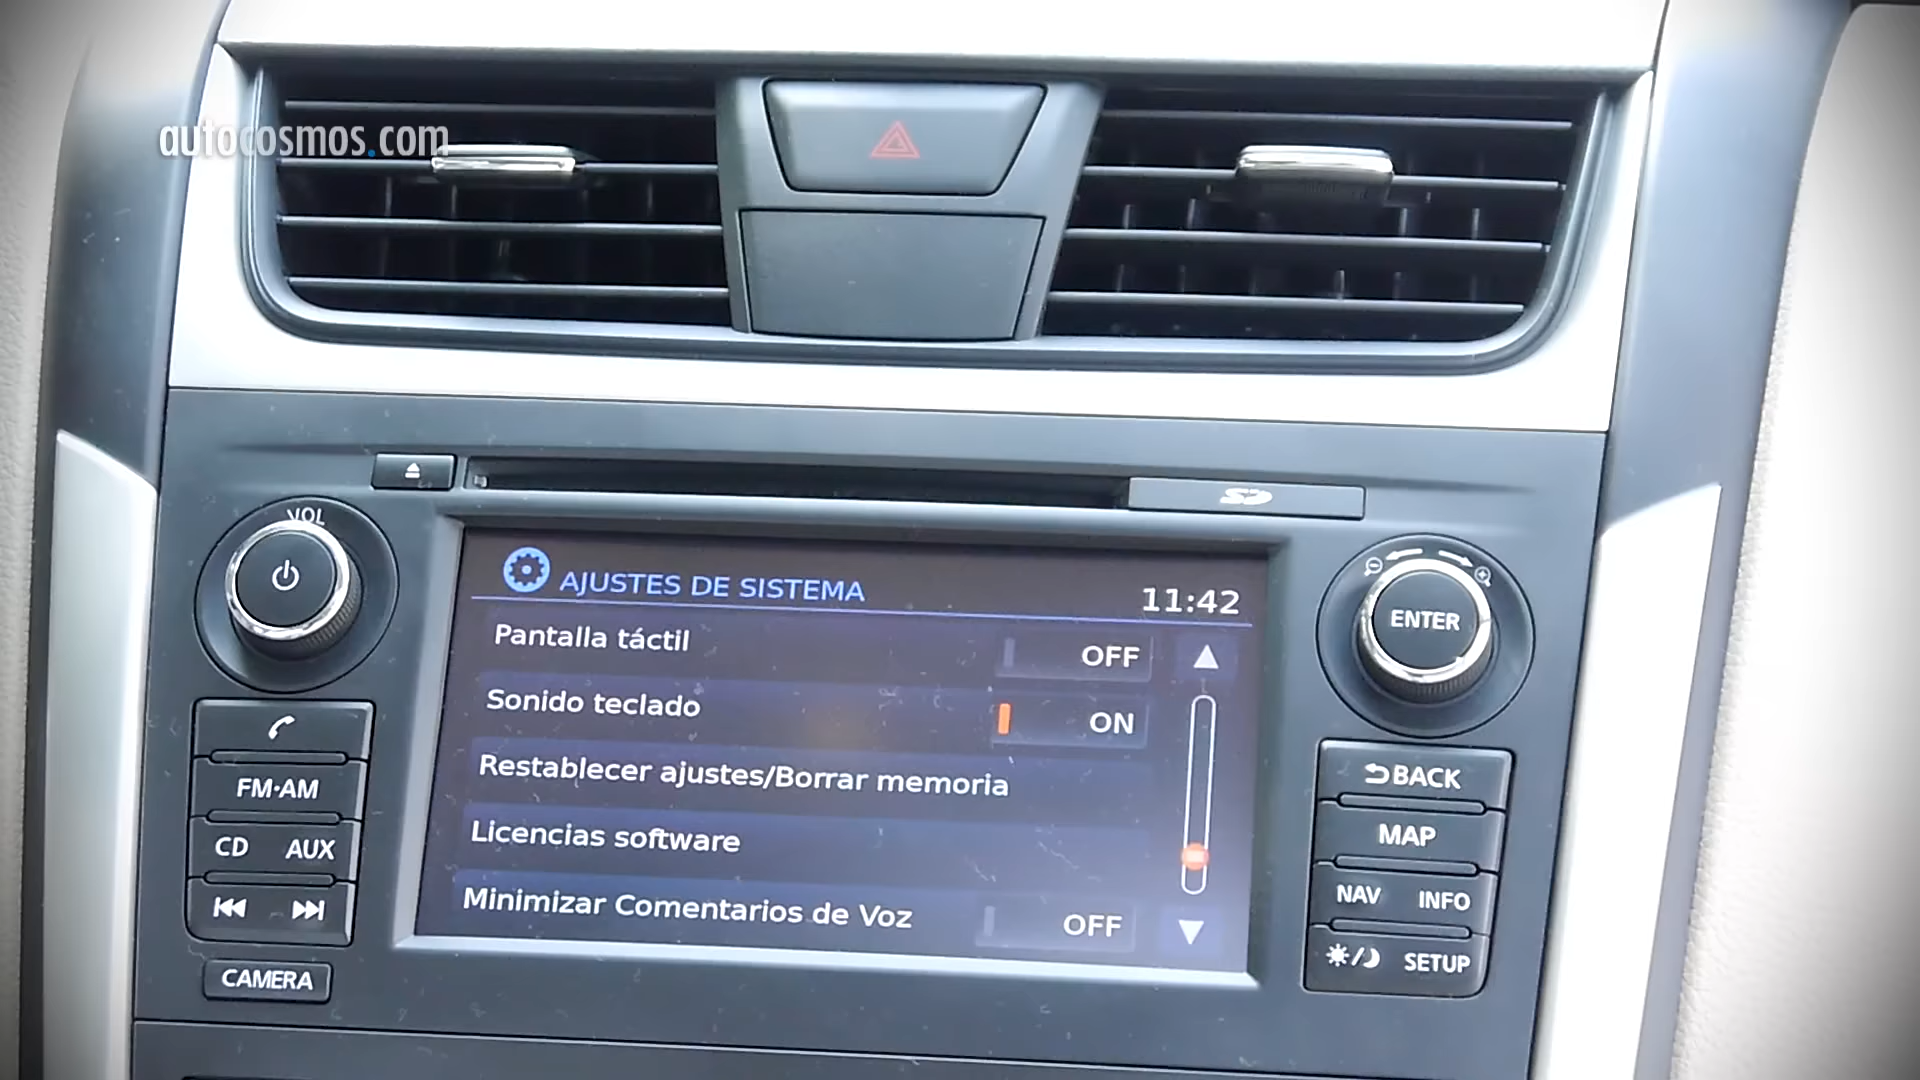 autocosmos.com
VOL
AJUSTES DE SISTEMA
11:42
Pantalla táctil
OFF
Sonido teclado
ON
Restablecer ajustes/Borrar memoria
Licencias software
Minimizar Comentarios de Voz
OFF
FM·AM
CD AUX
CAMERA
SD
ENTER
BACK
MAP
NAV INFO
SETUP